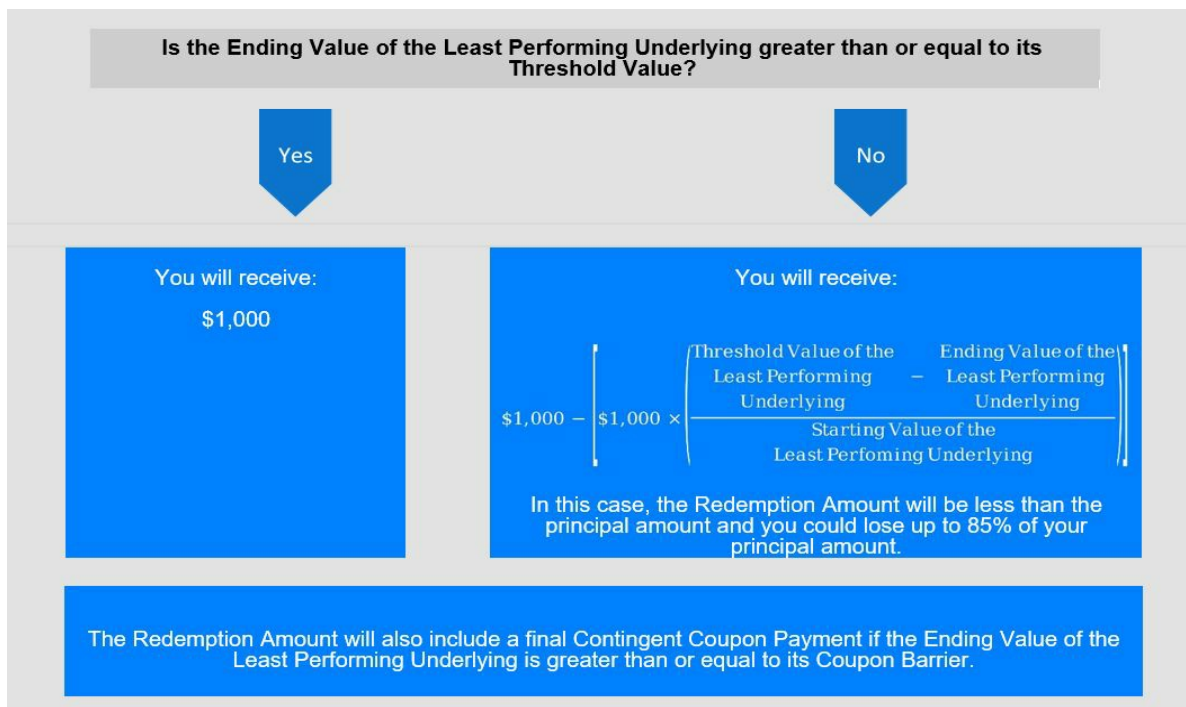 Is the Ending Value of the Least Performing Underlying greater than or equal to its
Threshold Value?
Yes
No
You will receive:
$1,000
You will receive:
$1,000 − [$1,000 × (
Threshold Value of the
Least Performing
Underlying
−
Ending Value of the
Least Performing
Underlying
Starting Value of the
Least Perfoming Underlying
)]
In this case, the Redemption Amount will be less than the
principal amount and you could lose up to 85% of your
principal amount.
The Redemption Amount will also include a final Contingent Coupon Payment if the Ending Value of the
Least Performing Underlying is greater than or equal to its Coupon Barrier.